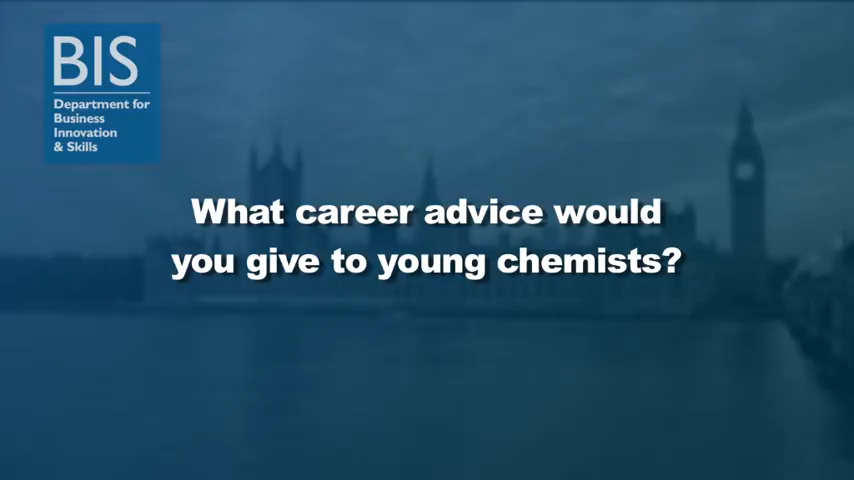 BIS
Department for
Business
Innovation
& Skills
What career advice would
you give to young chemists?